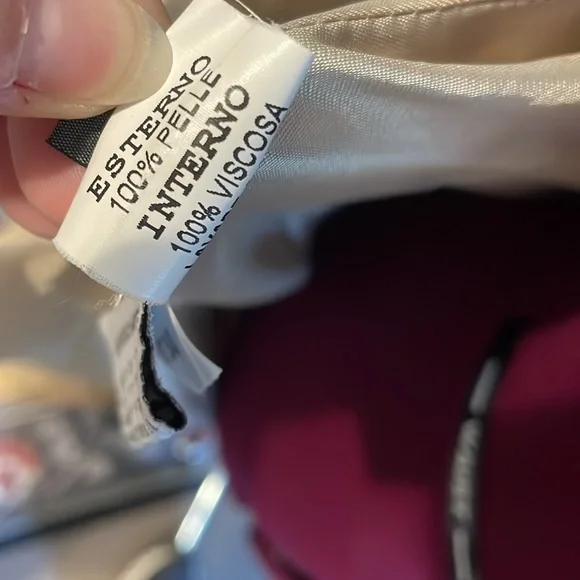 ESTERNO
100% PELLE
INTERNO
100% VISCOSA